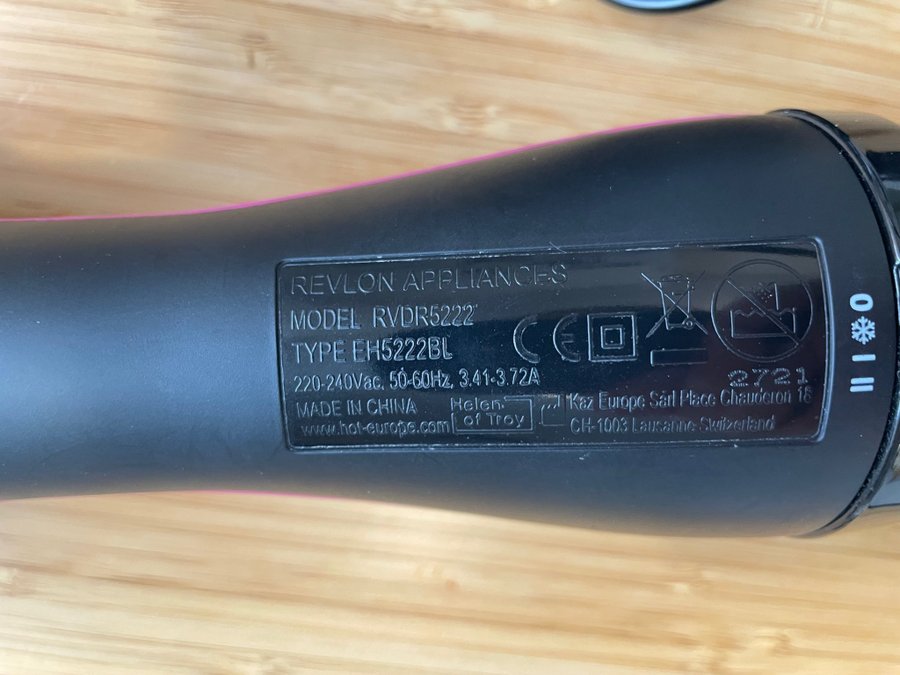 REVLON APPLIANCES
MODEL RVDR5222
TYPE EH5222BL
220-240Vac, 50-60Hz, 3.41-3.72A
2721
MADE IN CHINA
www.hot-europe.com
Helen
of Troy
Kaz Europe Sàrl Place Chauderon 18
CH-1003 Lausanne Switzerland
II I ❄ 0